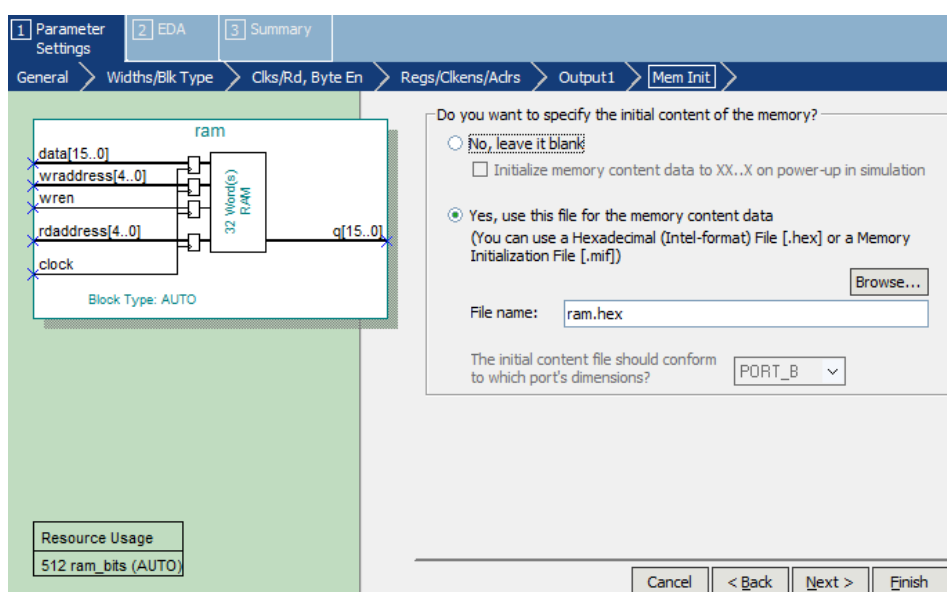 1 Parameter Settings
2 EDA
3 Summary
General
Widths/Blk Type
Clks/Rd, Byte En
Regs/Clkens/Adrs
Output1
Mem Init
ram
data[15..0]
wraddress[4..0]
wren
rdaddress[4..0]
clock
32 Word(s)
RAM
q[15..0]
Block Type: AUTO
Resource Usage
512 ram_bits (AUTO)
Do you want to specify the initial content of the memory?
No, leave it blank
Initialize memory content data to XX..X on power-up in simulation
Yes, use this file for the memory content data
(You can use a Hexadecimal (Intel-format) File [.hex] or a Memory
Initialization File [.mif])
Browse...
File name: ram.hex
The initial content file should conform
to which port's dimensions?
PORT_B
Cancel
< Back
Next >
Finish